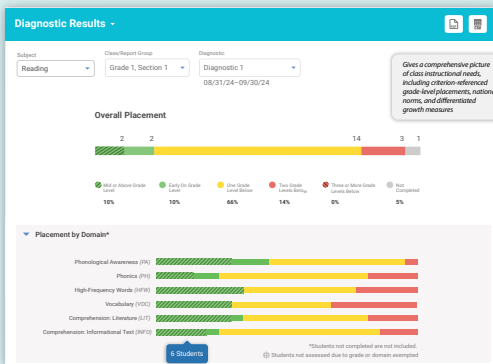 Diagnostic Results
PDF
CSV
Subject
Class/Report Group
Diagnostic
Reading
Grade 1, Section 1
Diagnostic 1
08/31/24–09/30/24
Gives a comprehensive picture
of class instructional needs,
including criterion-referenced
grade-level placements, nation
norms, and differentiated
growth measures
Overall Placement
2 2 14 3 1
Mid or Above Grade
Level
10%
Early On Grade
Level
10%
One Grade
Level Below
66%
Two Grade
Levels Below
14%
Three or More Grade
Levels Below
0%
Not
Completed
5%
Placement by Domain*
Phonological Awareness (PA)
Phonics (PH)
High-Frequency Words (HFW)
Vocabulary (VOC)
Comprehension: Literature (LIT)
Comprehension: Informational Text (INFO)
6 Students
*Students not completed are not included.
Students not assessed due to grade or domain exempted